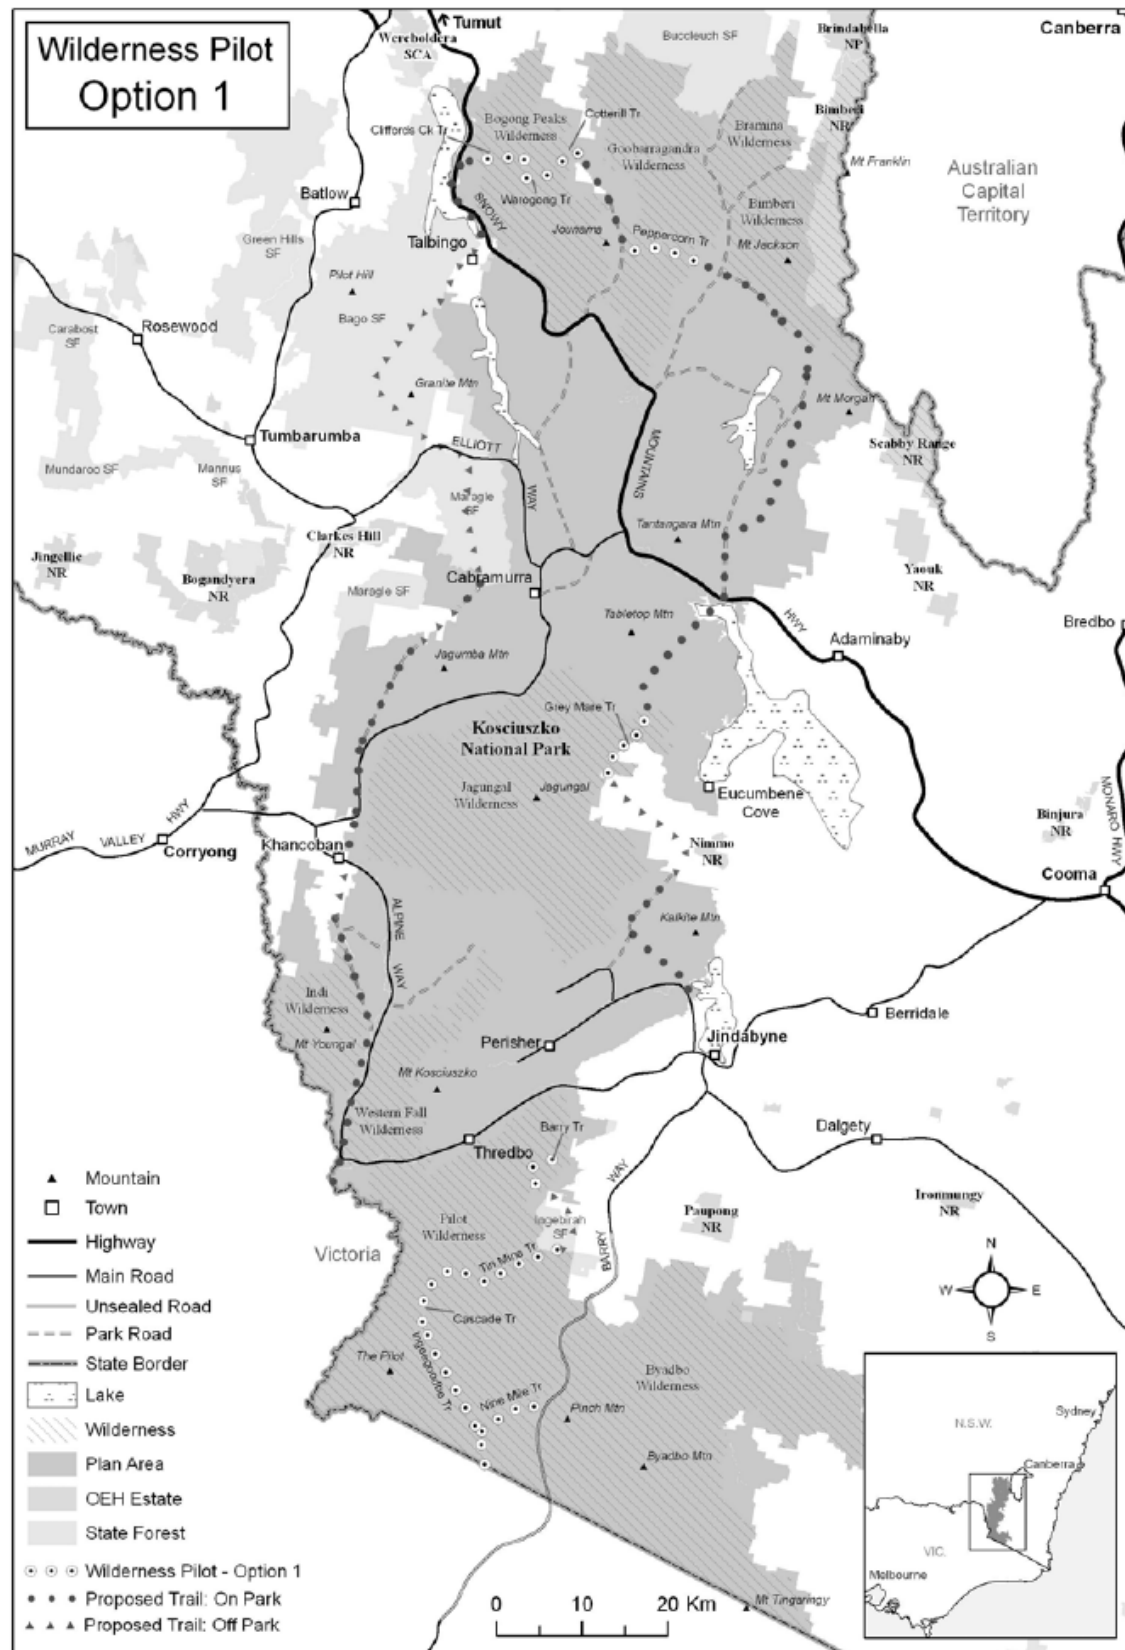 Wilderness Pilot
Option 1
Tumut
Canberra
Wereboldera
SCA
Buccleuch SF
Brindabella
NP
Bimberi
NR
Mt Franklin
Australian
Capital
Territory
Cliffords Ck Tr
Bogong Peaks
Wilderness
Cotterill Tr
Goobarragandra
Wilderness
Bramina
Wilderness
Bimberi
Wilderness
Batlow
Warogong Tr
SNOWY
Green Hills
SF
Talbingo
Jounama
Peppercorn Tr
Mt Jackson
Pilot Hill
Bago SF
Carabost
SF
Rosewood
Granite Mtn
Mt Morgan
Tumbarumba
ELLIOTT
WAY
MOUNTAINS
Scabby Range
NR
Mundaroo SF
Mannus
SF
Maragle
SF
Clarkes Hill
NR
Tantangara Mtn
Jingellic
NR
Bogandyera
NR
Maragle SF
Cabramurra
Yaouk
NR
Tabletop Mtn
HWY
Adaminaby
Bredbo
Jagumba Mtn
Grey Mare Tr
Kosciuszko
National Park
Jagungal
Wilderness
Jagungal
Eucumbene
Cove
MONARO HWY
Binjura
NR
MURRAY
VALLEY
HWY
Corryong
Khancoban
Nimmo
NR
Cooma
ALPINE
WAY
Kalkite Mtn
Indi
Wilderness
Mt Youngal
Berridale
Perisher
Jindabyne
Mt Kosciuszko
Western Fall
Wilderness
Barry Tr
Thredbo
Dalgety
BARRY
WAY
Paupong
NR
Ironmungy
NR
Pilot
Wilderness
Ingebirah
SF
Victoria
Tin Mine Tr
Cascade Tr
The Pilot
Ingeegoodbe Tr
Nine Mile Tr
Pinch Mtn
Byadbo
Wilderness
Byadbo Mtn
Mt Tingaringy
N
W
E
S
Mountain
Town
Highway
Main Road
Unsealed Road
Park Road
State Border
Lake
Wilderness
Plan Area
OEH Estate
State Forest
Wilderness Pilot - Option 1
Proposed Trail: On Park
Proposed Trail: Off Park
0 10 20 Km
N.S.W.
Sydney
Canberra
VIC.
Melbourne